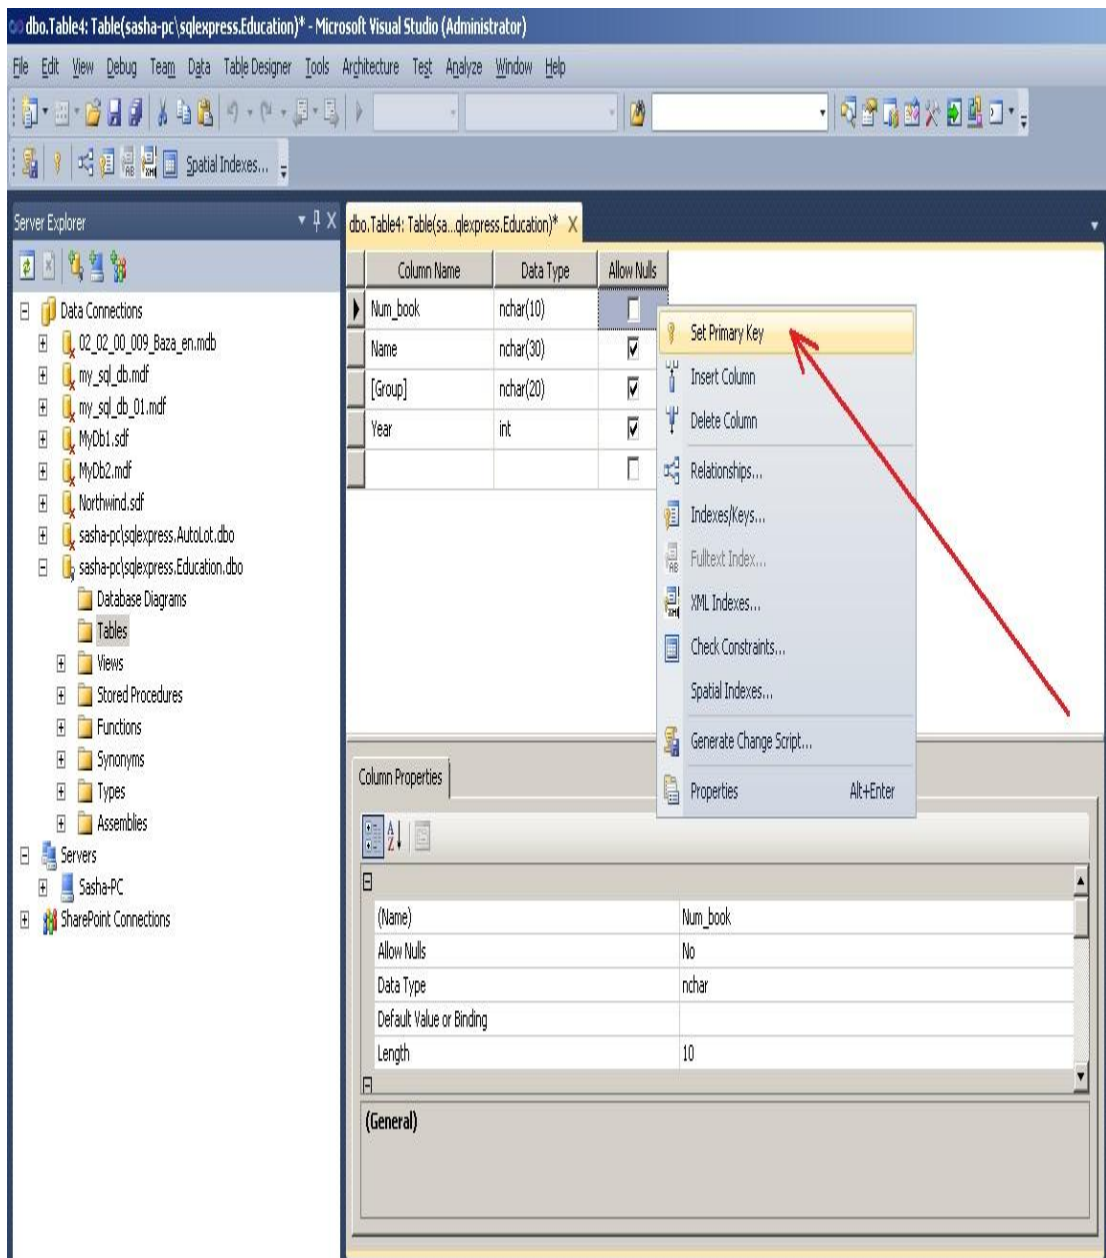 dbo.Table4: Table(sasha-pc\sqlexpress.Education)* - Microsoft Visual Studio (Administrator)
File Edit View Debug Team Data Table Designer Tools Architecture Test Analyze Window Help
Spatial Indexes...
Server Explorer
Data Connections
02_02_00_009_Baza_en.mdb
my_sql_db.mdf
my_sql_db_01.mdf
MyDb1.sdf
MyDb2.mdf
Northwind.sdf
sasha-pc\sqlexpress.AutoLot.dbo
sasha-pc\sqlexpress.Education.dbo
Database Diagrams
Tables
Views
Stored Procedures
Functions
Synonyms
Types
Assemblies
Servers
Sasha-PC
SharePoint Connections
dbo.Table4: Table(sa...qlexpress.Education)*
Column Name Data Type Allow Nulls
Num_book nchar(10)
Name nchar(30)
[Group] nchar(20)
Year int
Set Primary Key
Insert Column
Delete Column
Relationships...
Indexes/Keys...
Fulltext Index...
XML Indexes...
Check Constraints...
Spatial Indexes...
Generate Change Script...
Properties Alt+Enter
Column Properties
(Name) Num_book
Allow Nulls No
Data Type nchar
Default Value or Binding
Length 10
(General)